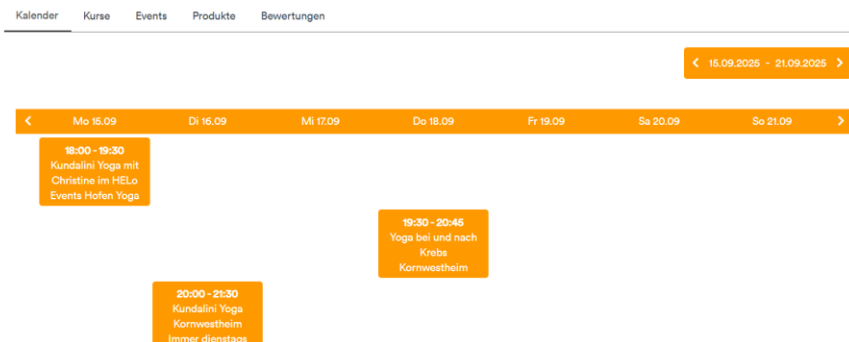 Kalender Kurse Events Produkte Bewertungen
15.09.2025 - 21.09.2025
Mo 15.09 Di 16.09 Mi 17.09 Do 18.09 Fr 19.09 Sa 20.09 So 21.09
18:00 - 19:30
Kundalini Yoga mit
Christine im HELo
Events Hofen Yoga
19:30 - 20:45
Yoga bei und nach
Krebs
Kornwestheim
20:00 - 21:30
Kundalini Yoga
Kornwestheim
Immer dienstags